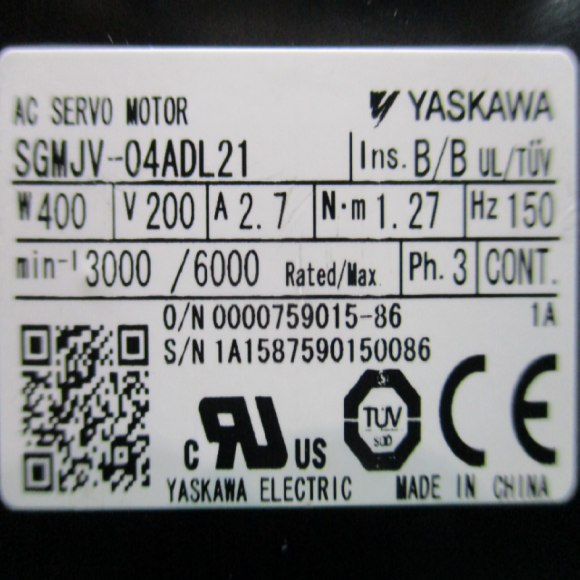 AC SERVO MOTOR YASKAWA
SGMJV-04ADL21 Ins. B/B UL/TÜV
W 400 V 200 A 2.7 N·m 1.27 Hz 150
min-1 3000 /6000 Rated/Max. Ph. 3 CONT.
O/N 0000759015-86 1A
S/N 1A1587590150086
C RU US TÜV SÜD CE
YASKAWA ELECTRIC MADE IN CHINA